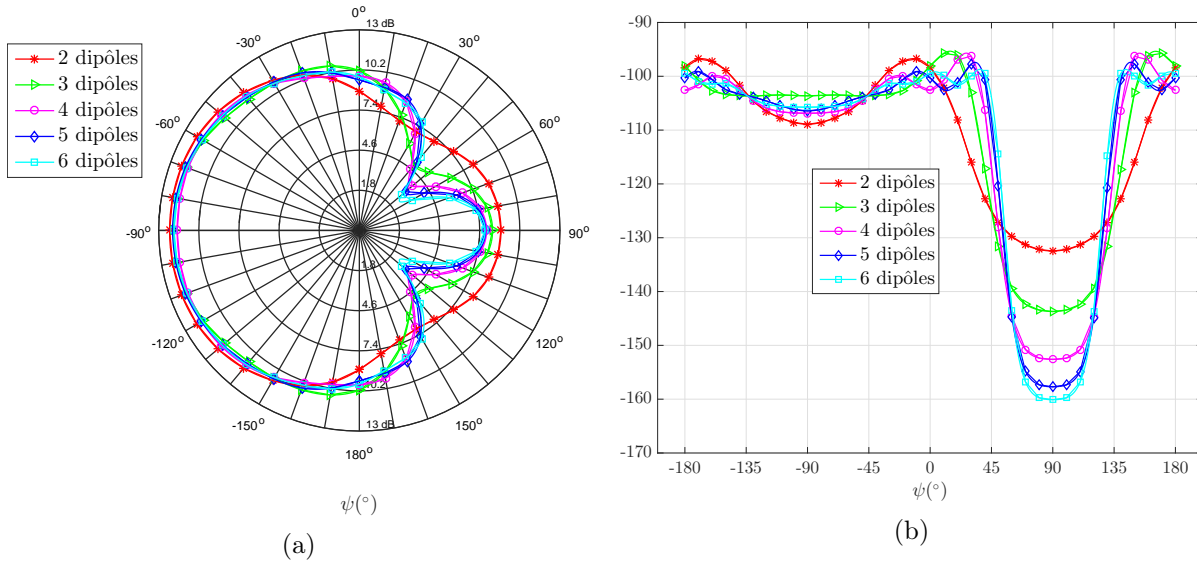 2 dipôles
3 dipôles
4 dipôles
5 dipôles
6 dipôles
0°
30°
60°
90°
120°
150°
180°
-150°
-120°
-90°
-60°
-30°
13 dB
10.2
7.4
4.6
1.8
1.8
4.6
7.4
10.2
13 dB
ψ(°)
(a)
-90
-100
-110
-120
-130
-140
-150
-160
-170
-180
-135
-90
-45
0
45
90
135
180
2 dipôles
3 dipôles
4 dipôles
5 dipôles
6 dipôles
ψ(°)
(b)